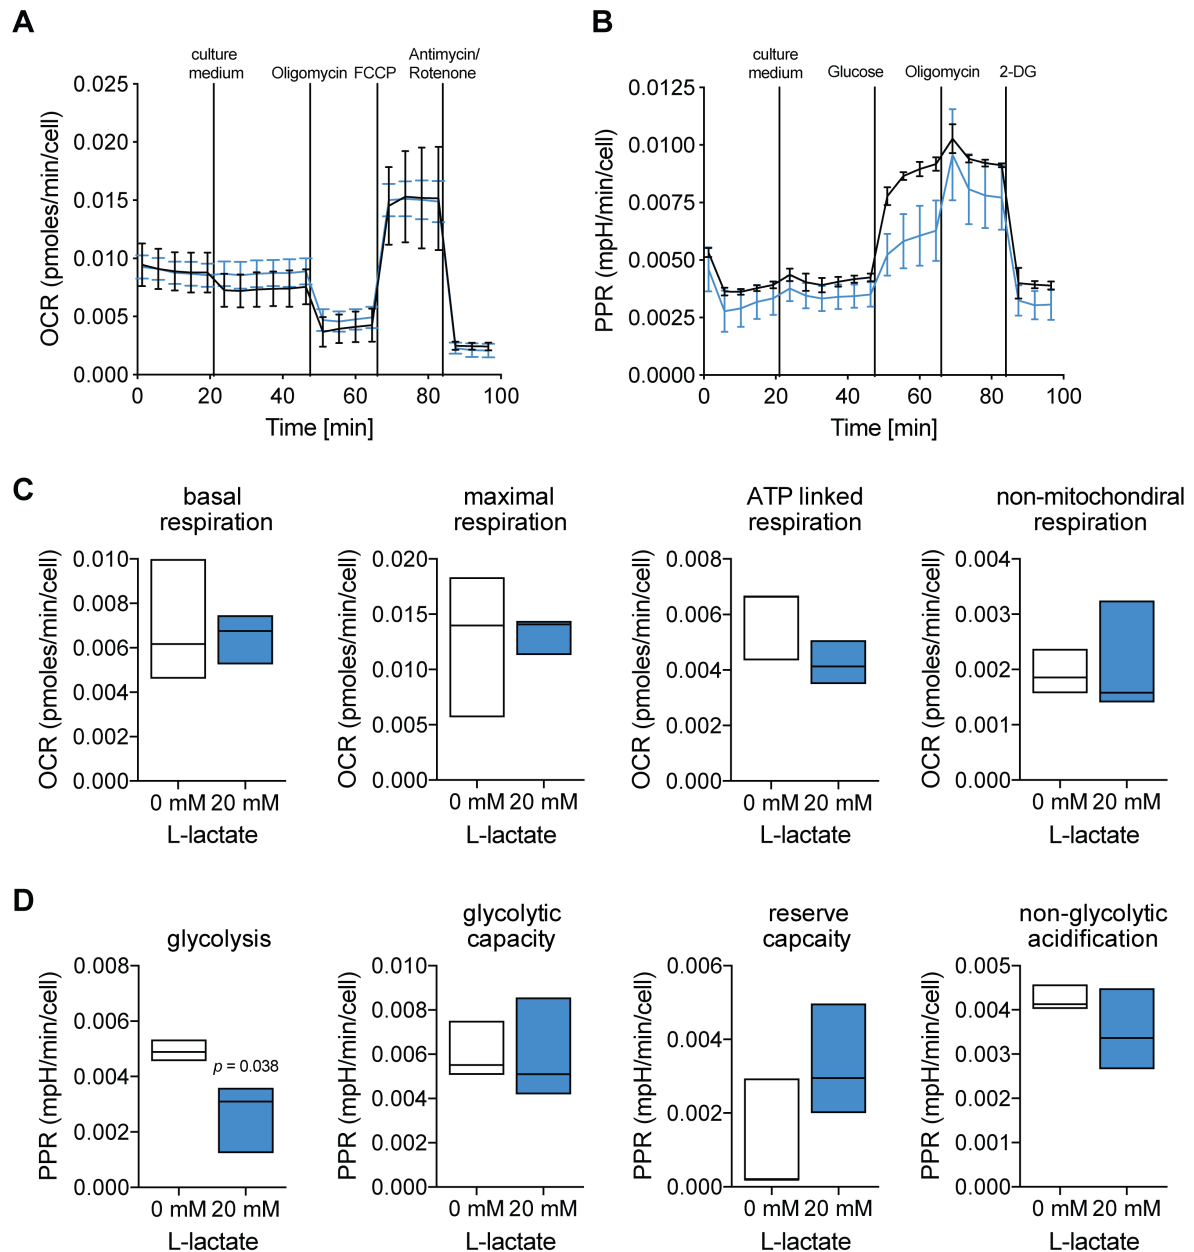 A
culture
medium
Oligomycin
FCCP
Antimycin/
Rotenone
OCR (pmoles/min/cell)
0.025
0.020
0.015
0.010
0.005
0.000
0
20
40
60
80
100
Time [min]
B
culture
medium
Glucose
Oligomycin
2-DG
PPR (mpH/min/cell)
0.0125
0.0100
0.0075
0.0050
0.0025
0.0000
0
20
40
60
80
100
Time [min]
C
basal
respiration
OCR (pmoles/min/cell)
0.010
0.008
0.006
0.004
0.002
0.000
0 mM 20 mM
L-lactate
maximal
respiration
OCR (pmoles/min/cell)
0.020
0.015
0.010
0.005
0.000
0 mM 20 mM
L-lactate
ATP linked
respiration
OCR (pmoles/min/cell)
0.008
0.006
0.004
0.002
0.000
0 mM 20 mM
L-lactate
non-mitochondiral
respiration
OCR (pmoles/min/cell)
0.004
0.003
0.002
0.001
0.000
0 mM 20 mM
L-lactate
D
glycolysis
PPR (mpH/min/cell)
0.008
0.006
0.004
0.002
0.000
p = 0.038
0 mM 20 mM
L-lactate
glycolytic
capacity
PPR (mpH/min/cell)
0.010
0.008
0.006
0.004
0.002
0.000
0 mM 20 mM
L-lactate
reserve
capcaity
PPR (mpH/min/cell)
0.006
0.004
0.002
0.000
0 mM 20 mM
L-lactate
non-glycolytic
acidification
PPR (mpH/min/cell)
0.005
0.004
0.003
0.002
0.001
0.000
0 mM 20 mM
L-lactate